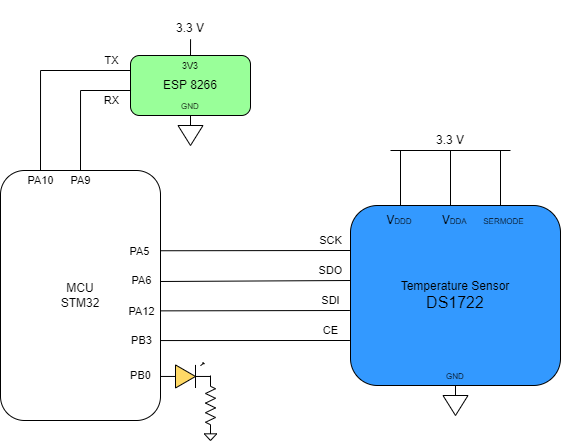 3.3 V
TX
3V3
ESP 8266
RX
GND
3.3 V
PA10 PA9
VDDD VDDA SERMODE
PA5 SCK
PA6 SDO
MCU
STM32
Temperature Sensor
DS1722
PA12 SDI
PB3 CE
PB0
GND